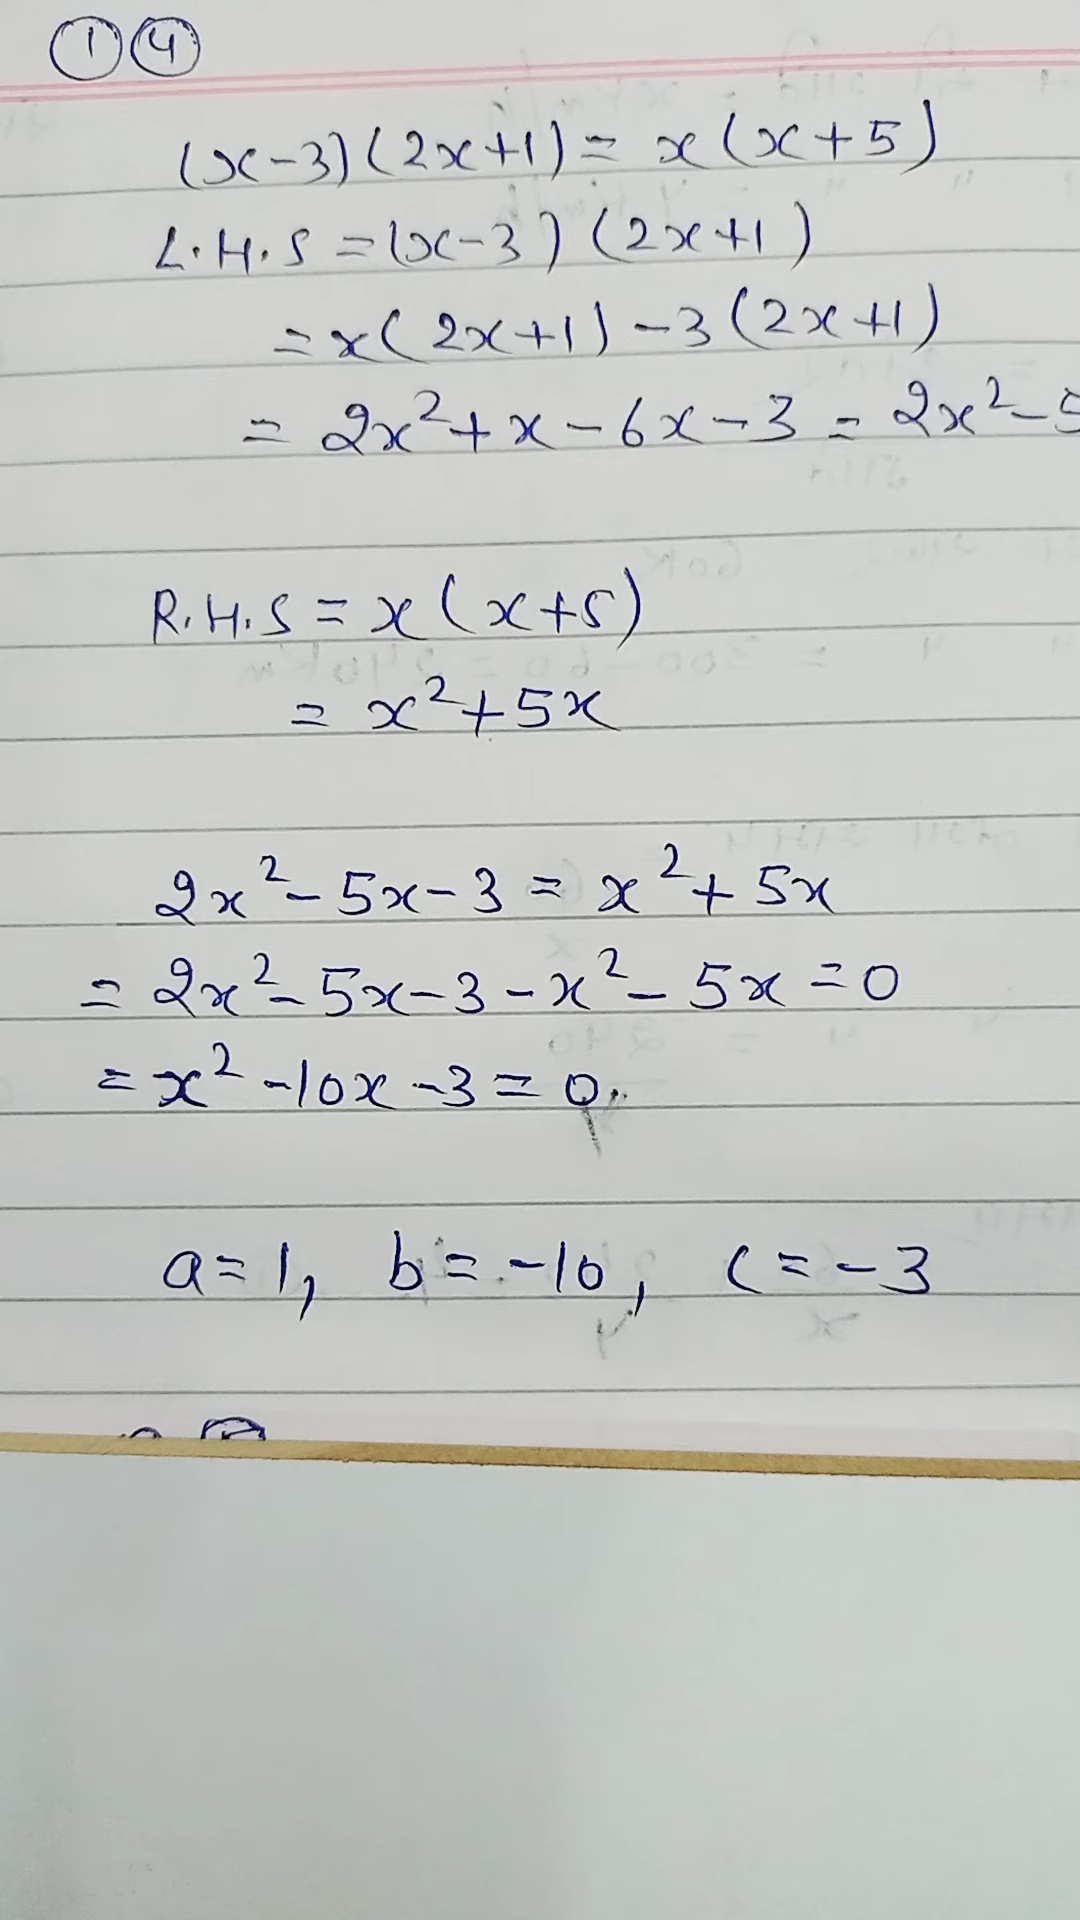 1 4
(x-3)(2x+1) = x(x+5)
L.H.S = (x-3)(2x+1)
= x(2x+1) -3(2x+1)
= 2x²+x-6x-3 = 2x²-5
R.H.S = x(x+5)
= x²+5x
2x²-5x-3 = x²+5x
= 2x²-5x-3-x²-5x = 0
= x²-10x-3 = 0
a=1, b=-10, c=-3